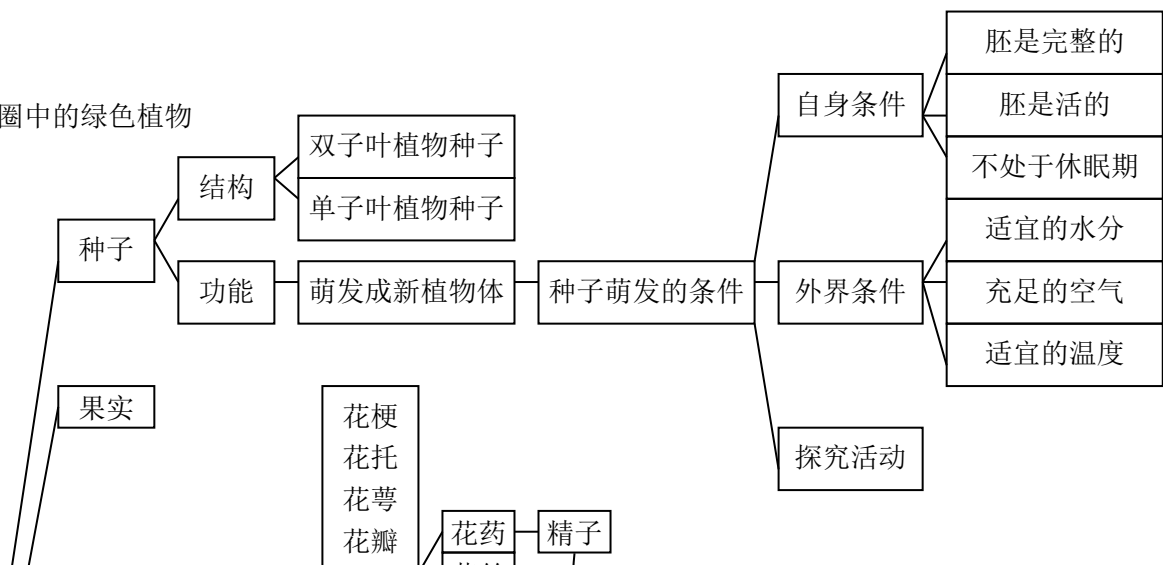 圈中的绿色植物
种子
结构
双子叶植物种子
单子叶植物种子
功能
萌发成新植物体
种子萌发的条件
自身条件
胚是完整的
胚是活的
不处于休眠期
外界条件
适宜的水分
充足的空气
适宜的温度
探究活动
果实
花梗
花托
花萼
花瓣
花药
精子